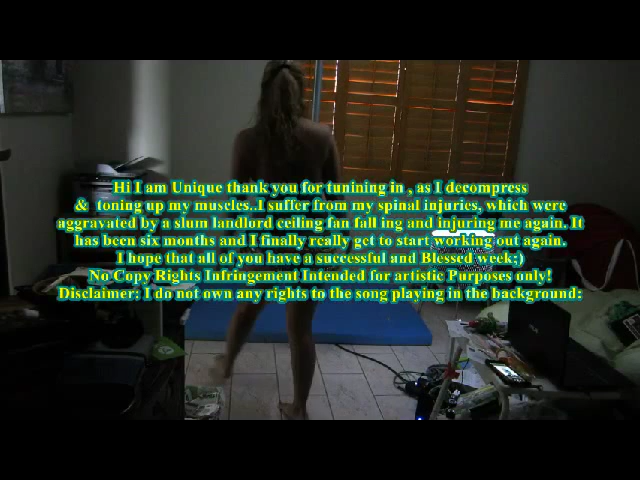 Hi I am Unique thank you for tunining in , as I decompress
& toning up my muscles..I suffer from my spinal injuries, which were
aggravated by a slum landlord ceiling fan fall ing and injuring me again. It
has been six months and I finally really get to start working out again.
I hope that all of you have a successful and Blessed week;)
No Copy Rights Infringement Intended for artistic Purposes only!
Disclaimer: I do not own any rights to the song playing in the background: